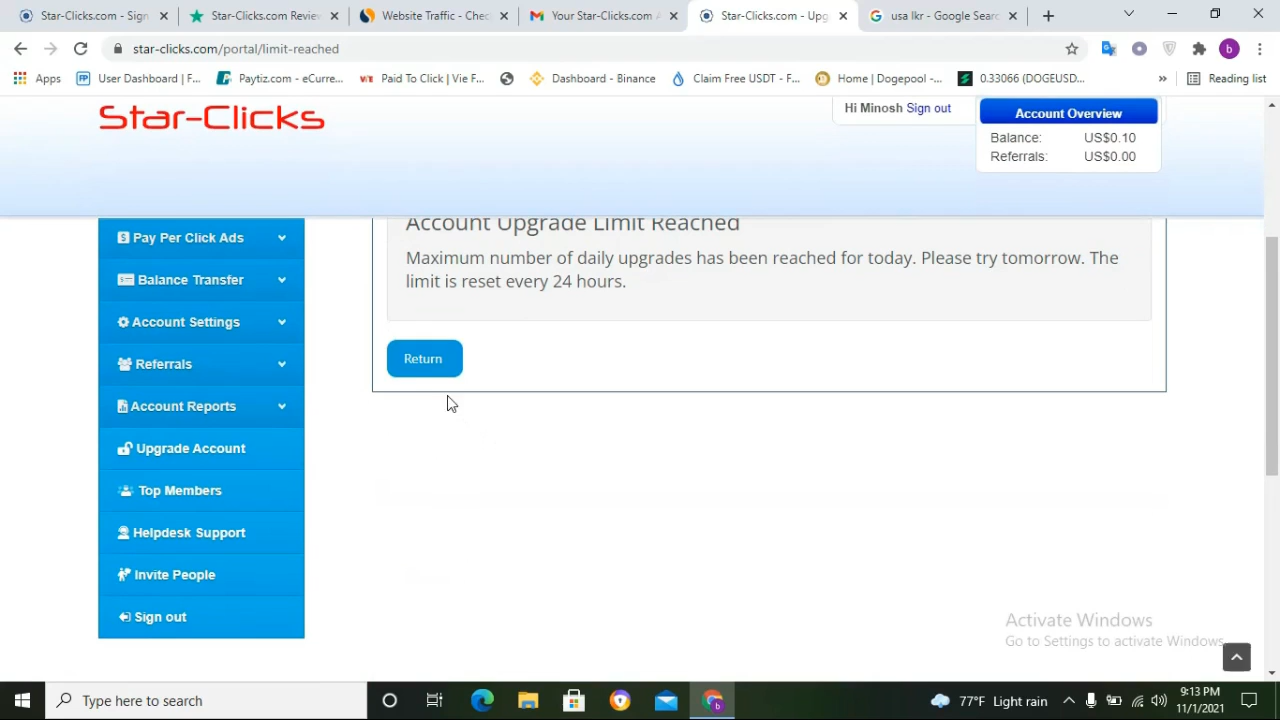 Star-Clicks.com - Sign
Star-Clicks.com Revie
Website Traffic - Chec
Your Star-Clicks.com A
Star-Clicks.com - Upg
usa lkr - Google Searc
star-clicks.com/portal/limit-reached
b
Apps
User Dashboard | F...
Paytiz.com - eCurre...
Paid To Click | Vie F...
Dashboard - Binance
Claim Free USDT - F...
Home | Dogepool -...
0.33066 (DOGEUSD...
»
Reading list
Star-Clicks
Hi Minosh Sign out
Account Overview
Balance: US$0.10
Referrals: US$0.00
Pay Per Click Ads
Balance Transfer
Account Settings
Referrals
Account Reports
Upgrade Account
Top Members
Helpdesk Support
Invite People
Sign out
Account Upgrade Limit Reached
Maximum number of daily upgrades has been reached for today. Please try tomorrow. The
limit is reset every 24 hours.
Return
Activate Windows
Go to Settings to activate Windows.
Type here to search
77°F Light rain
9:13 PM
11/1/2021